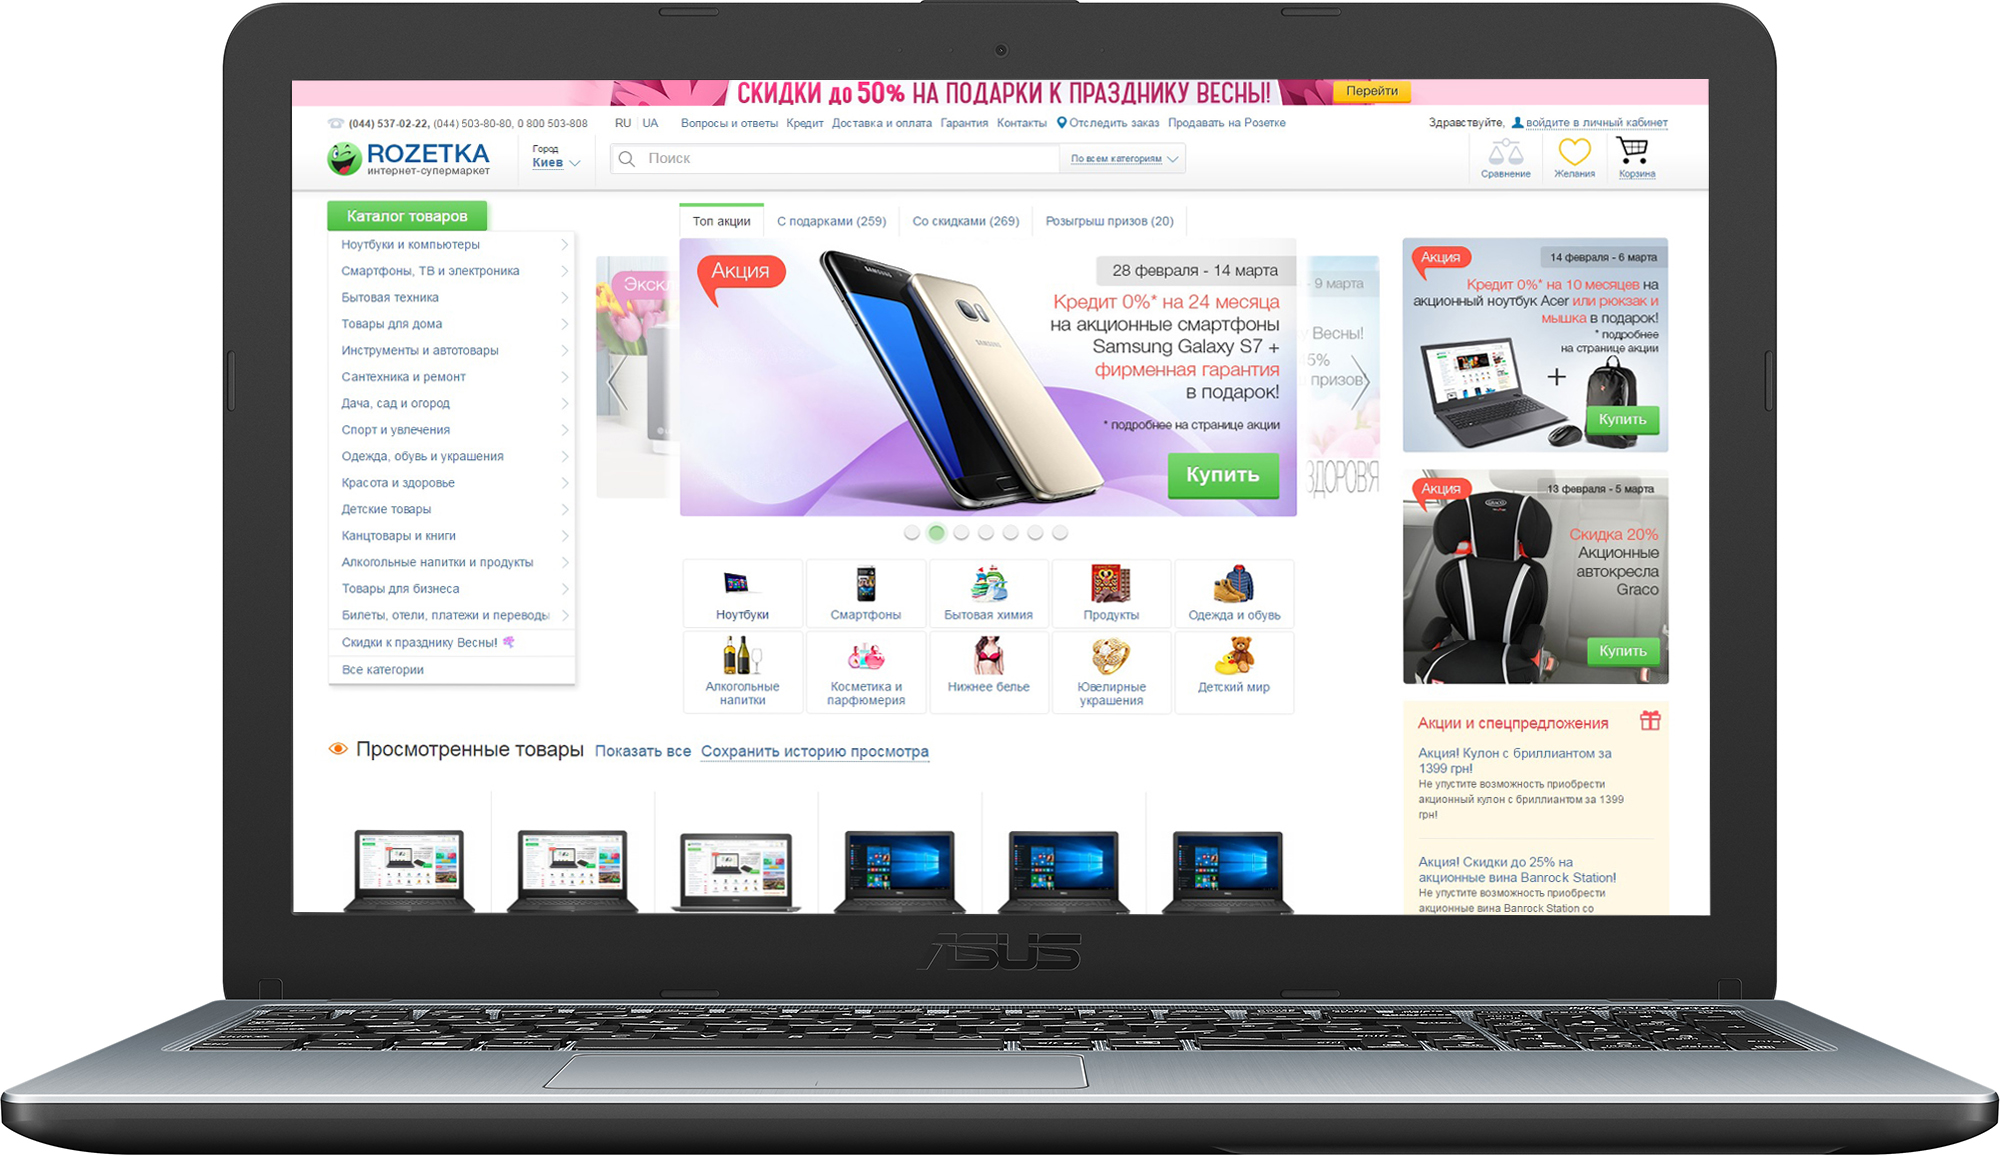 СКИДКИ до 50% НА ПОДАРКИ К ПРАЗДНИКУ ВЕСНЫ!
Перейти
(044) 537-02-22, (044) 503-80-80, 0 800 503-808
RU UA
Вопросы и ответы Кредит Доставка и оплата Гарантия Контакты Отследить заказ Продавать на Розетке
Здравствуйте, войдите в личный кабинет
ROZETKA
интернет-супермаркет
Город
Киев
Поиск
По всем категориям
Сравнение
Желания
Корзина
Каталог товаров
Ноутбуки и компьютеры
Смартфоны, ТВ и электроника
Бытовая техника
Товары для дома
Инструменты и автотовары
Сантехника и ремонт
Дача, сад и огород
Спорт и увлечения
Одежда, обувь и украшения
Красота и здоровье
Детские товары
Канцтовары и книги
Алкогольные напитки и продукты
Товары для бизнеса
Билеты, отели, платежи и переводы
Скидки к празднику Весны!
Все категории
Топ акции
С подарками (259)
Со скидками (269)
Розыгрыш призов (20)
Экскл
Акция
SAMSUNG
SAMSUNG
28 февраля - 14 марта
Кредит 0%* на 24 месяца
на акционные смартфоны
Samsung Galaxy S7 +
фирменная гарантия
в подарок!
* подробнее на странице акции
Купить
- 9 марта
Весны!
5%
призов
ЗДОРОВ'Я
Ноутбуки
Смартфоны
Бытовая химия
Продукты
Одежда и обувь
Алкогольные
напитки
Косметика и
парфюмерия
Нижнее белье
Ювелирные
украшения
Детский мир
Акция
14 февраля - 6 марта
Кредит 0%* на 10 месяцев на
акционный ноутбук Acer или рюкзак и
мышка в подарок!
* подробнее
на странице акции
+
Купить
Акция
13 февраля - 5 марта
Скидка 20%
Акционные
автокресла
Graco
Купить
Акции и спецпредложения
Акция! Кулон с бриллиантом за
1399 грн!
Не упустите возможность приобрести
акционный кулон с бриллиантом за 1399
грн!
Акция! Скидки до 25% на
акционные вина Banrock Station!
Не упустите возможность приобрести
акционные вина Banrock Station со
Просмотренные товары Показать все Сохранить историю просмотра
ASUS